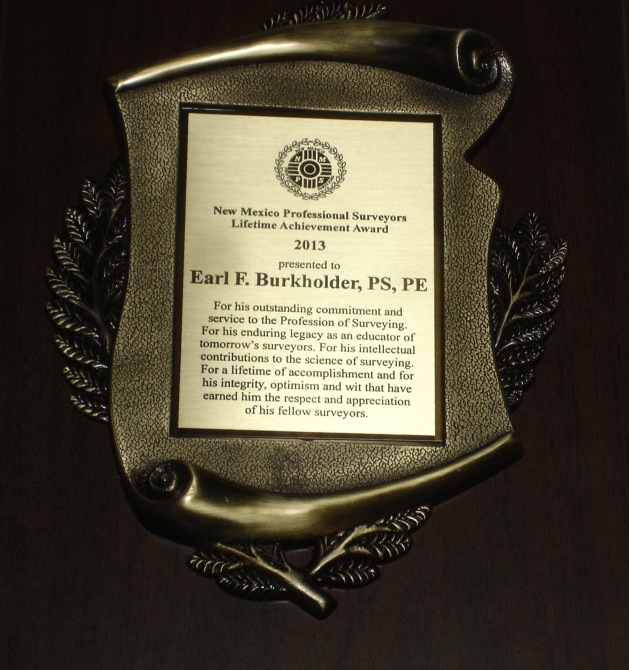 New Mexico Professional Surveyors
Lifetime Achievement Award
2013
presented to
Earl F. Burkholder, PS, PE
For his outstanding commitment and
service to the Profession of Surveying.
For his enduring legacy as an educator of
tomorrow's surveyors. For his intellectual
contributions to the science of surveying.
For a lifetime of accomplishment and for
his integrity, optimism and wit that have
earned him the respect and appreciation
of his fellow surveyors.